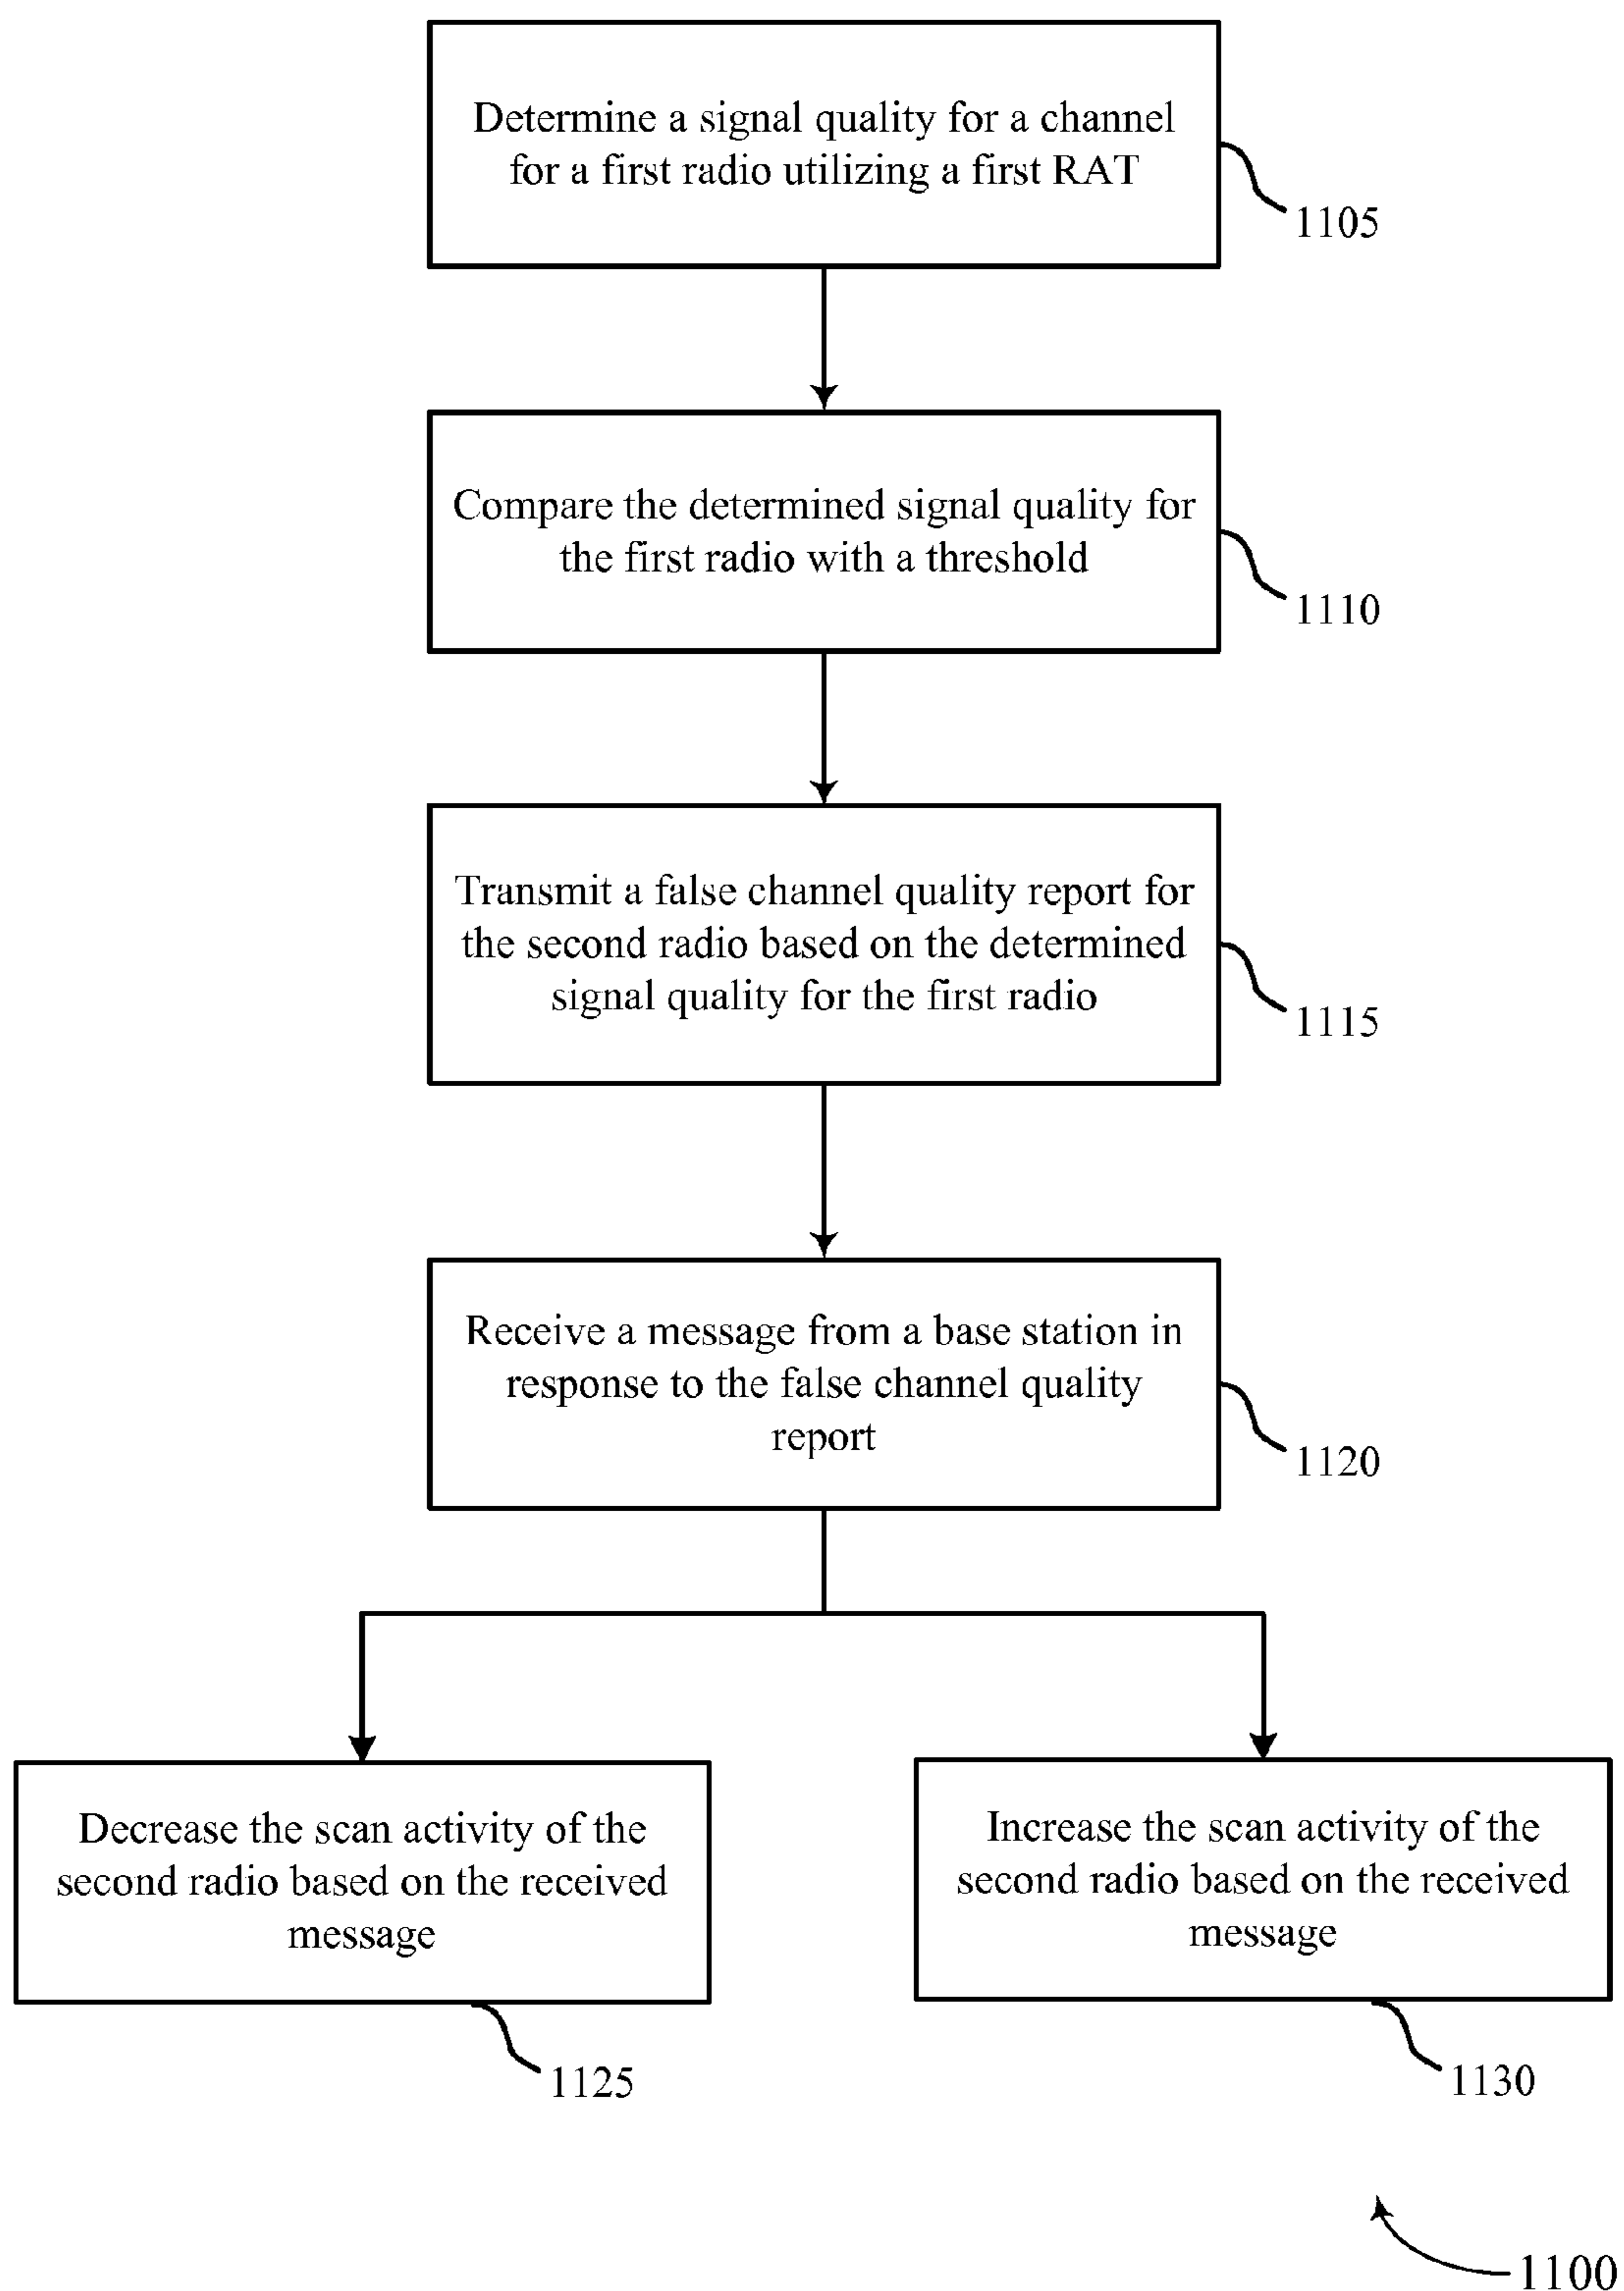 Determine a signal quality for a channel
for a first radio utilizing a first RAT
1105
Compare the determined signal quality for
the first radio with a threshold
1110
Transmit a false channel quality report for
the second radio based on the determined
signal quality for the first radio
1115
Receive a message from a base station in
response to the false channel quality
report
1120
Decrease the scan activity of the
second radio based on the received
message
1125
Increase the scan activity of the
second radio based on the received
message
1130
1100